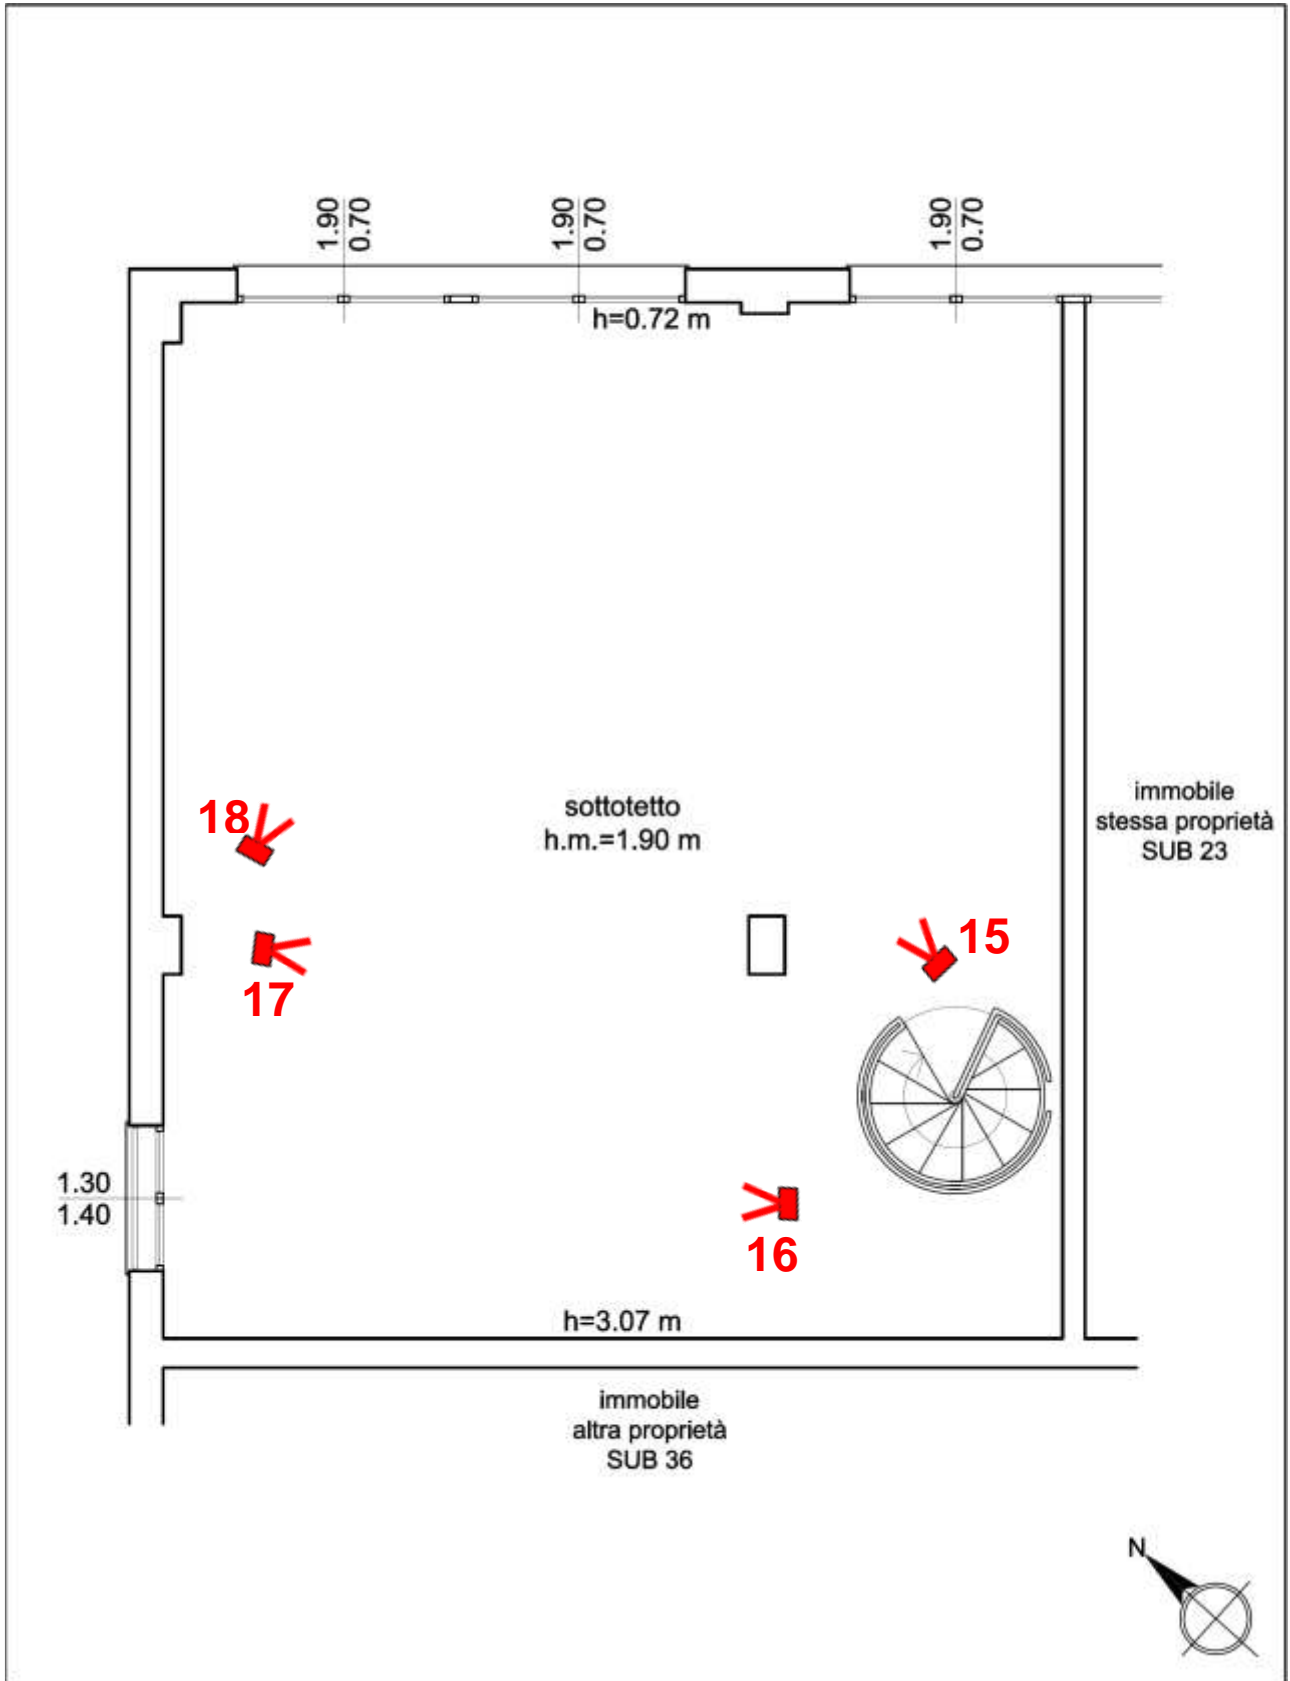 1.90
0.70
1.90
0.70
1.90
0.70
h=0.72 m
sottotetto
h.m.=1.90 m
immobile
stessa proprietà
SUB 23
18
17
15
16
1.30
1.40
h=3.07 m
immobile
altra proprietà
SUB 36
N